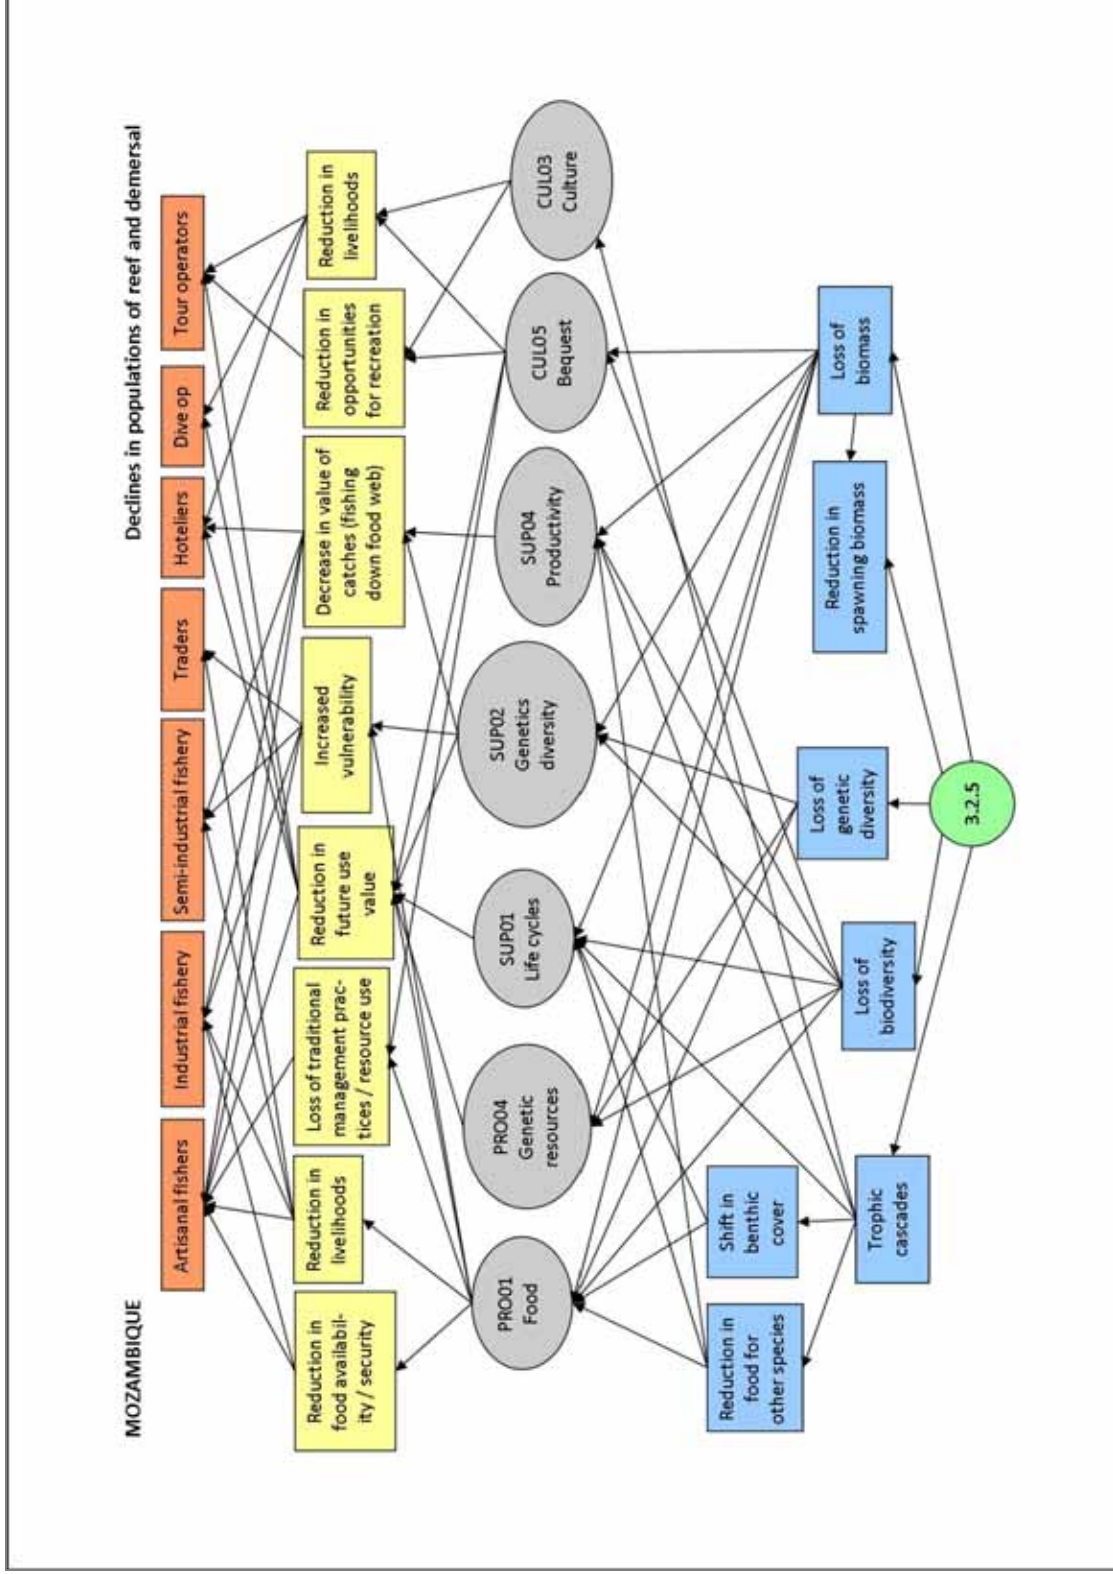 MOZAMBIQUE
Declines in populations of reef and demersal
Artisanal fishers
Industrial fishery
Semi-industrial fishery
Traders
Hoteliers
Dive op
Tour operators
Reduction in
food availabil-
ity / security
Reduction in
livelihoods
Loss of traditional
management prac-
tices / resource use
Reduction in
future use
value
Increased
vulnerability
Decrease in value of
catches (fishing
down food web)
Reduction in
opportunities
for recreation
Reduction in
livelihoods
PRO01
Food
PRO04
Genetic
resources
SUP01
Life cycles
SUP02
Genetics
diversity
SUP04
Productivity
CUL05
Bequest
CUL03
Culture
Reduction in
food for
other species
Shift in
benthic
cover
Trophic
cascades
Loss of
biodiversity
Loss of
genetic
diversity
Reduction in
spawning biomass
Loss of
biomass
3.2.5